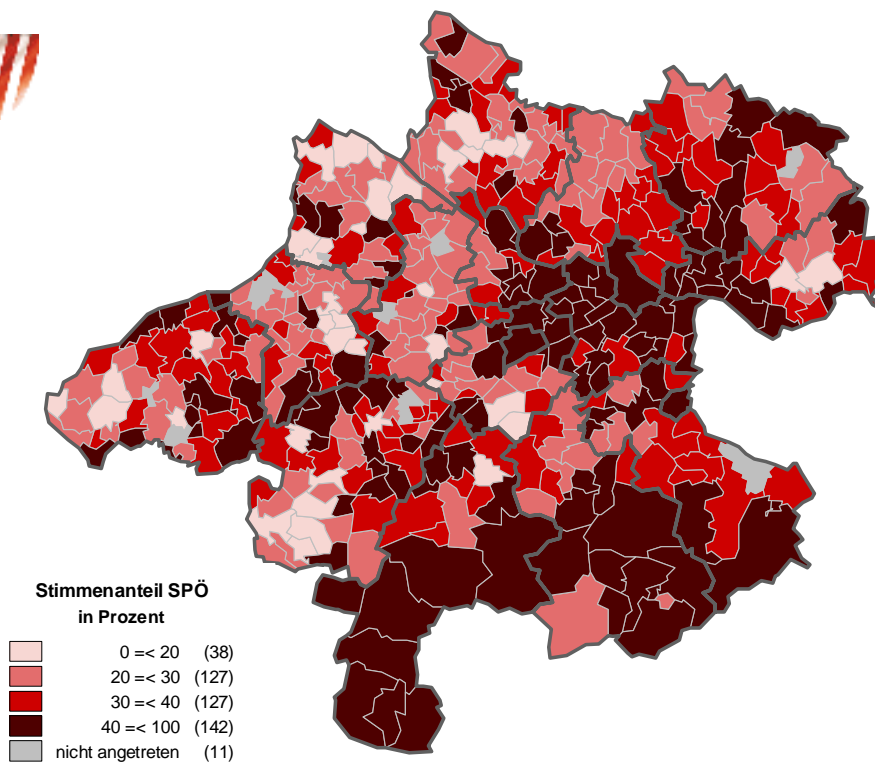 Stimmenanteil SPÖ
in Prozent
0 =< 20 (38)
20 =< 30 (127)
30 =< 40 (127)
40 =< 100 (142)
nicht angetreten (11)